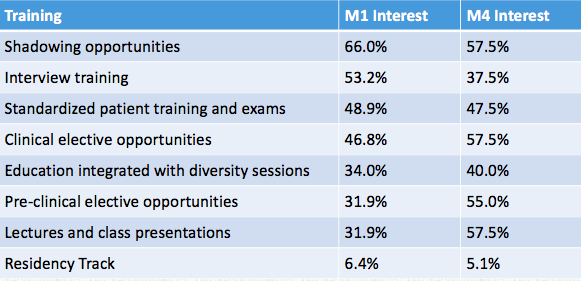 Training M1 Interest M4 Interest
Shadowing opportunities 66.0% 57.5%
Interview training 53.2% 37.5%
Standardized patient training and exams 48.9% 47.5%
Clinical elective opportunities 46.8% 57.5%
Education integrated with diversity sessions 34.0% 40.0%
Pre-clinical elective opportunities 31.9% 55.0%
Lectures and class presentations 31.9% 57.5%
Residency Track 6.4% 5.1%